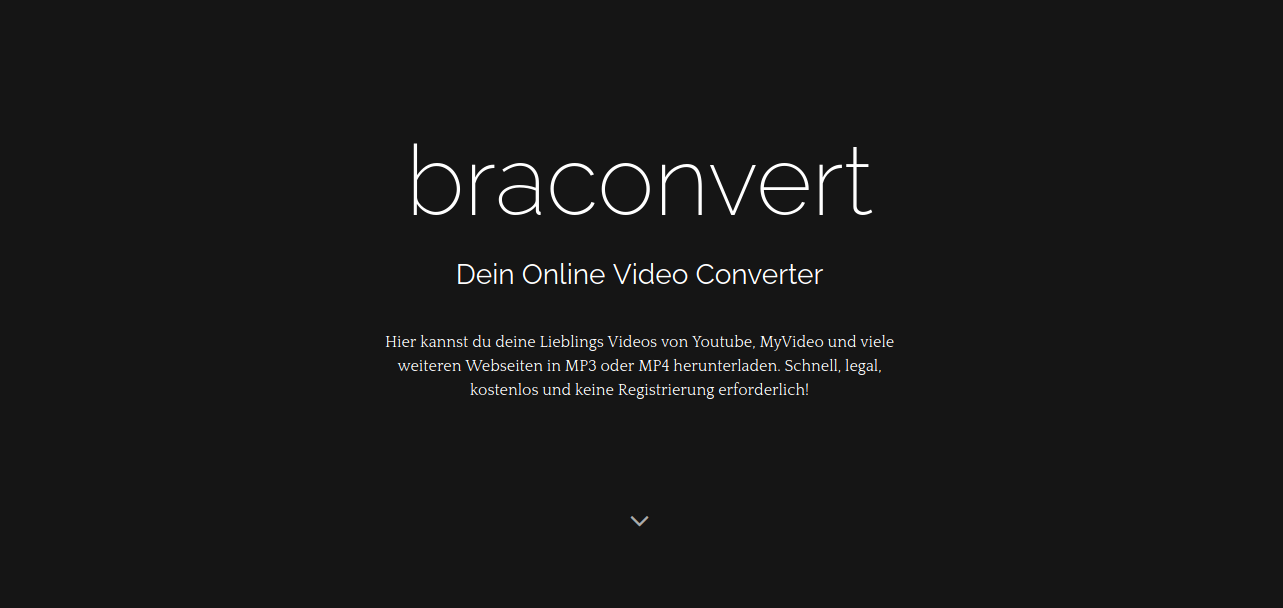 braconvert
Dein Online Video Converter
Hier kannst du deine Lieblings Videos von Youtube, MyVideo und viele
weiteren Webseiten in MP3 oder MP4 herunterladen. Schnell, legal,
kostenlos und keine Registrierung erforderlich!